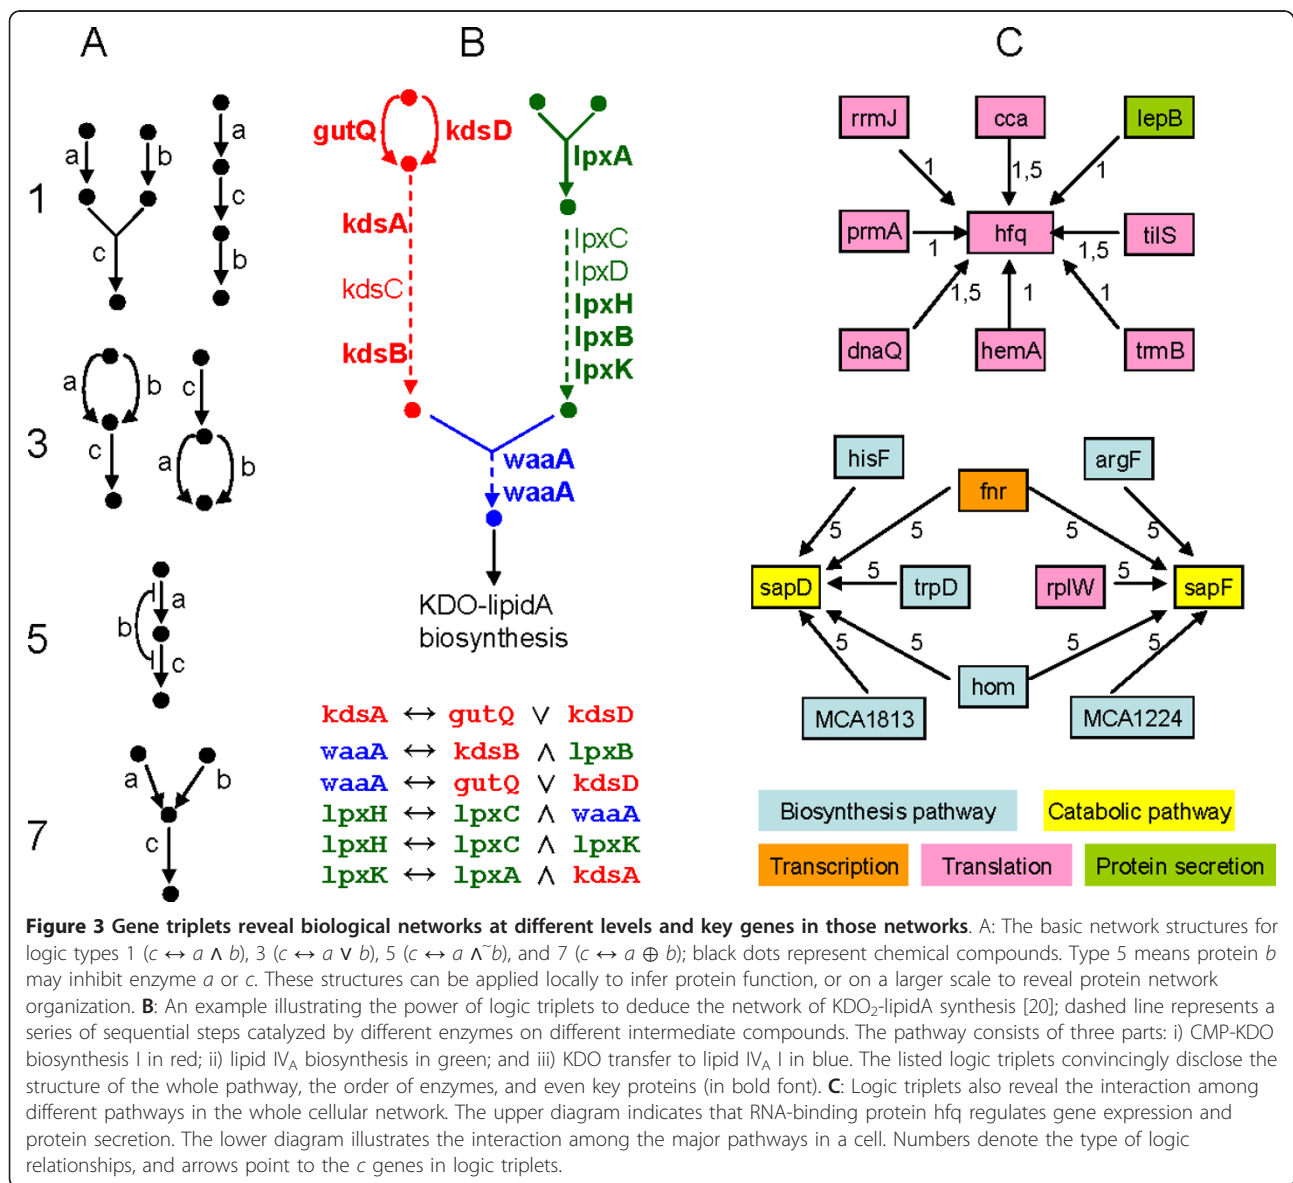 A
B
C
1
a
b
c
a
c
b
3
a
b
c
c
a
b
5
a
b
c
7
a
b
c
gutQ
kdsD
kdsA
kdsC
kdsB
lpxA
lpxC
lpxD
lpxH
lpxB
lpxK
waaA
waaA
KDO-lipidA
biosynthesis
kdsA ↔ gutQ ∨ kdsD
waaA ↔ kdsB ∧ lpxB
waaA ↔ gutQ ∨ kdsD
lpxH ↔ lpxC ∧ waaA
lpxH ↔ lpxC ∧ lpxK
lpxK ↔ lpxA ∧ kdsA
rrmJ
cca
lepB
1
1,5
1
prmA
1
hfq
1,5
tilS
1,5
1
1
dnaQ
hemA
trmB
hisF
fnr
argF
5
5
5
5
sapD
5
trpD
rplW
5
sapF
5
5
5
5
hom
MCA1813
MCA1224
Biosynthesis pathway
Catabolic pathway
Transcription
Translation
Protein secretion
Figure 3 Gene triplets reveal biological networks at different levels and key genes in those networks. A: The basic network structures for
logic types 1 (c ↔ a ∧ b), 3 (c ↔ a ∨ b), 5 (c ↔ a ∧~b), and 7 (c ↔ a ⊕ b); black dots represent chemical compounds. Type 5 means protein b
may inhibit enzyme a or c. These structures can be applied locally to infer protein function, or on a larger scale to reveal protein network
organization. B: An example illustrating the power of logic triplets to deduce the network of KDO₂-lipidA synthesis [20]; dashed line represents a
series of sequential steps catalyzed by different enzymes on different intermediate compounds. The pathway consists of three parts: i) CMP-KDO
biosynthesis I in red; ii) lipid IV_A biosynthesis in green; and iii) KDO transfer to lipid IV_A I in blue. The listed logic triplets convincingly disclose the
structure of the whole pathway, the order of enzymes, and even key proteins (in bold font). C: Logic triplets also reveal the interaction among
different pathways in the whole cellular network. The upper diagram indicates that RNA-binding protein hfq regulates gene expression and
protein secretion. The lower diagram illustrates the interaction among the major pathways in a cell. Numbers denote the type of logic
relationships, and arrows point to the c genes in logic triplets.